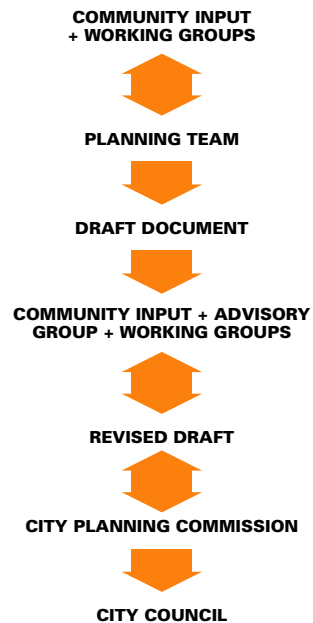 COMMUNITY INPUT
+ WORKING GROUPS
PLANNING TEAM
DRAFT DOCUMENT
COMMUNITY INPUT + ADVISORY
GROUP + WORKING GROUPS
REVISED DRAFT
CITY PLANNING COMMISSION
CITY COUNCIL